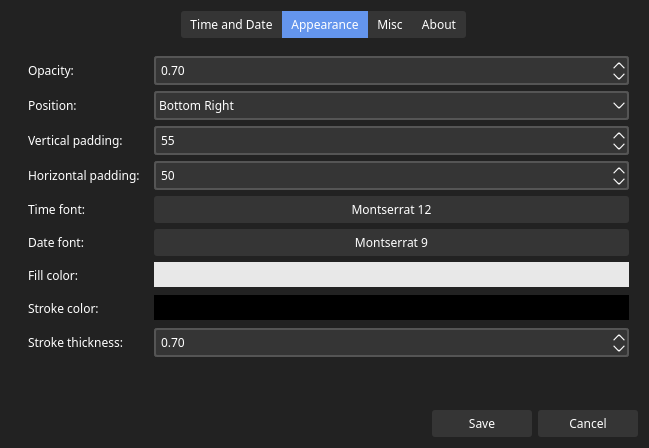 Time and Date Appearance Misc About
Opacity: 0.70
Position: Bottom Right
Vertical padding: 55
Horizontal padding: 50
Time font: Montserrat 12
Date font: Montserrat 9
Fill color:
Stroke color:
Stroke thickness: 0.70
Save Cancel